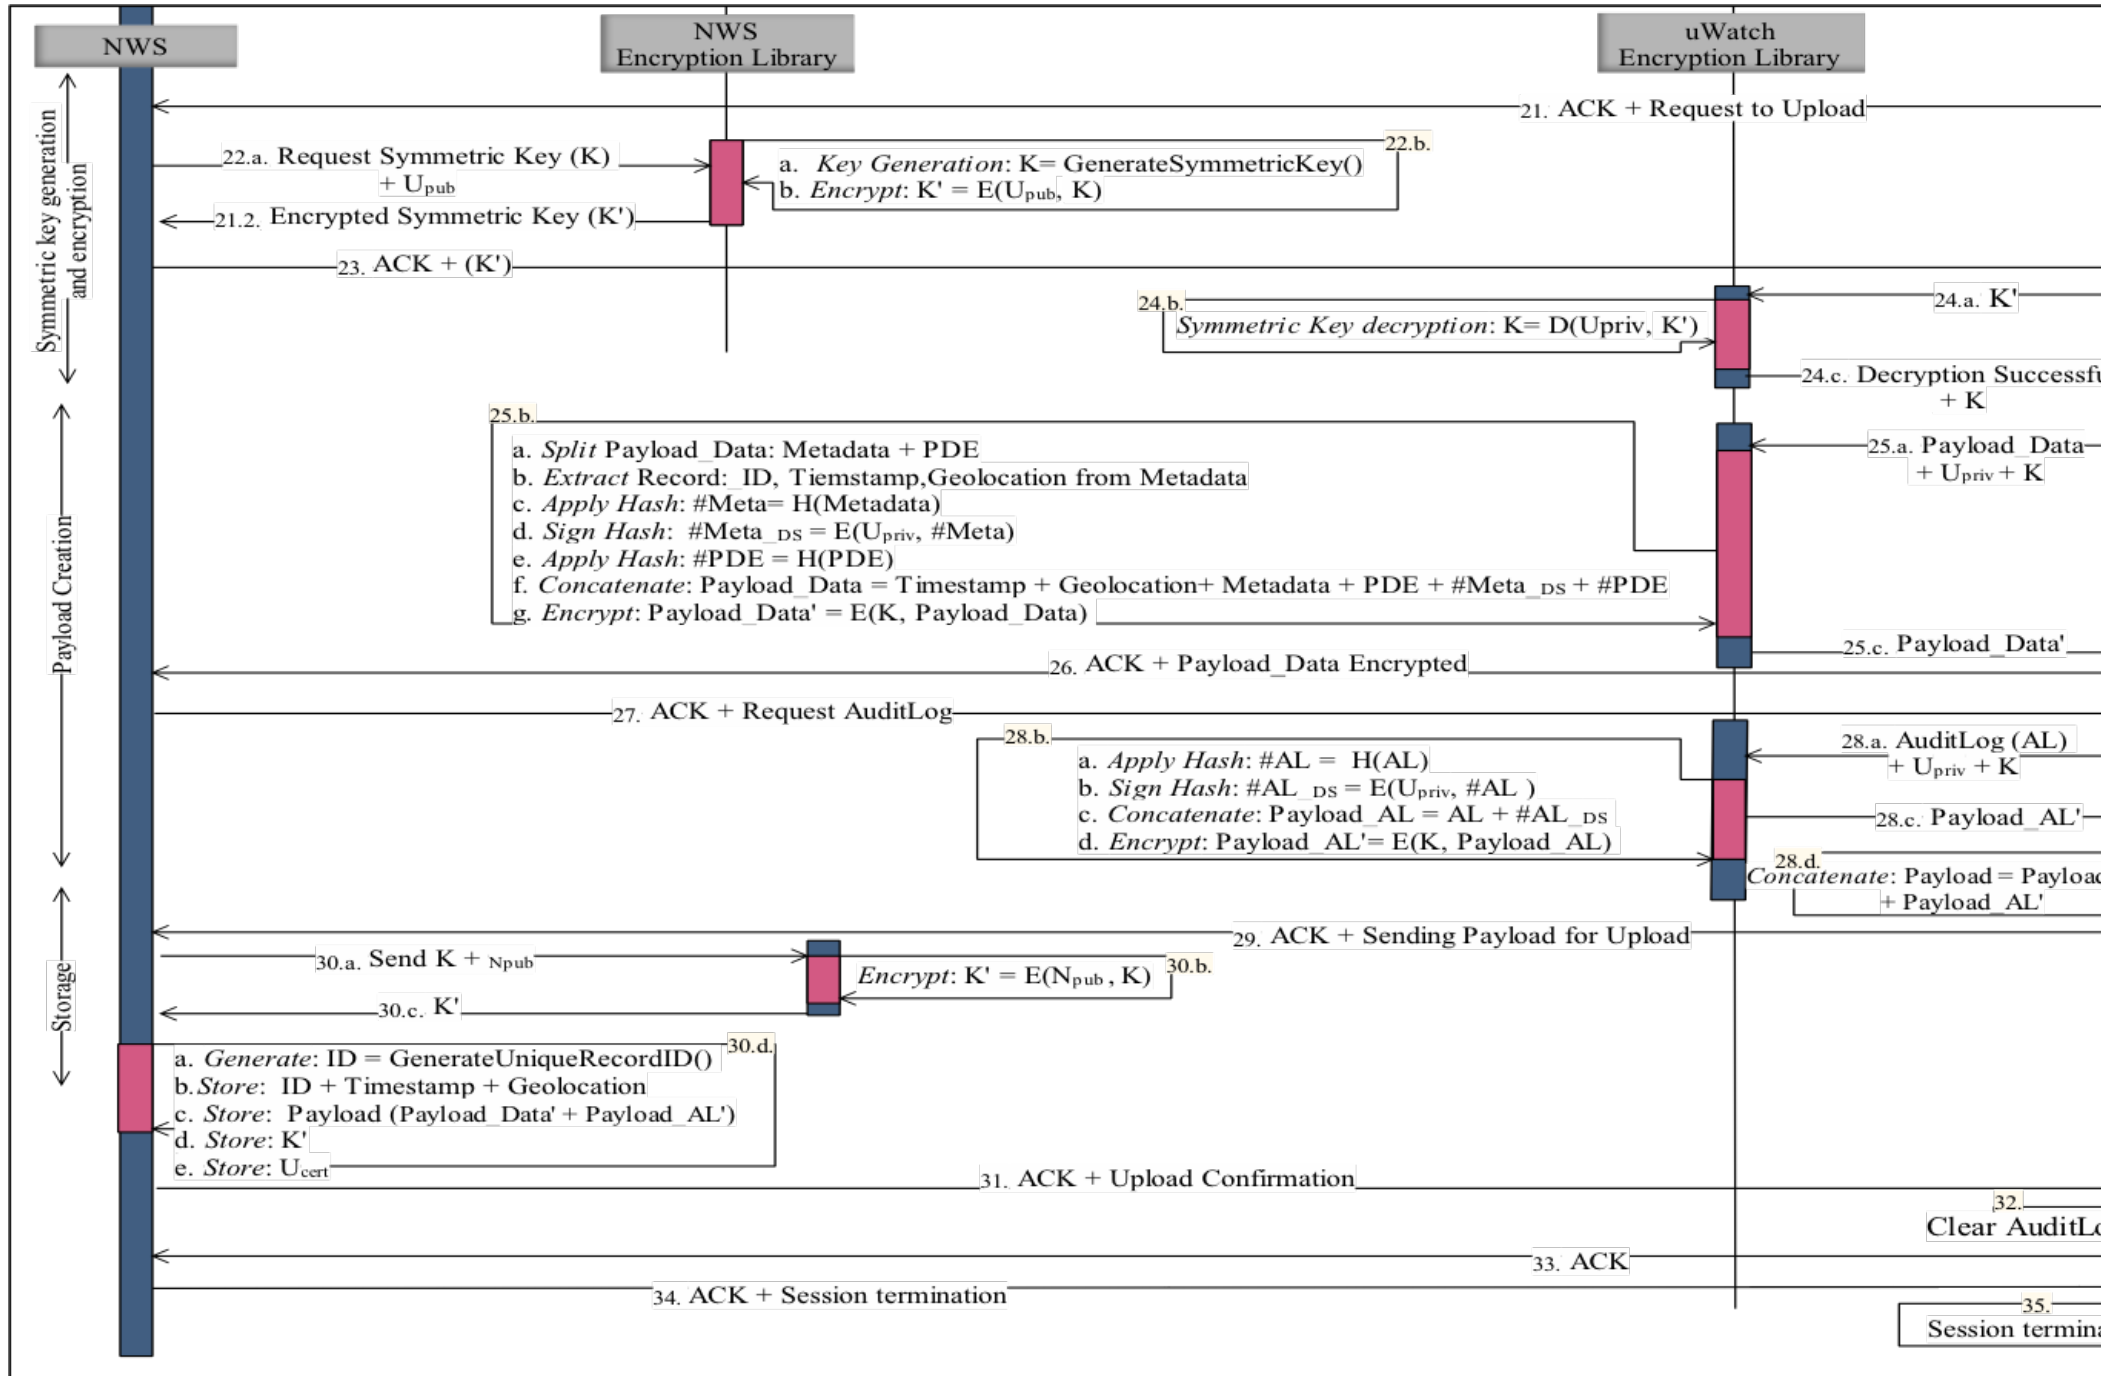 NWS
NWS
Encryption Library
uWatch
Encryption Library
Symmetric key generation
and encryption
21. ACK + Request to Upload
22.a. Request Symmetric Key (K)
+ Upub
22.b.
a. Key Generation: K= GenerateSymmetricKey()
b. Encrypt: K' = E(Upub, K)
21.2. Encrypted Symmetric Key (K')
23. ACK + (K')
24.a. K'
24.b.
Symmetric Key decryption: K= D(Upriv, K')
24.c. Decryption Successfu
+ K
Payload Creation
25.a. Payload_Data
+ Upriv + K
25.b.
a. Split Payload_Data: Metadata + PDE
b. Extract Record:_ID, Tiemstamp,Geolocation from Metadata
c. Apply Hash: #Meta= H(Metadata)
d. Sign Hash: #Meta_DS = E(Upriv, #Meta)
e. Apply Hash: #PDE = H(PDE)
f. Concatenate: Payload_Data = Timestamp + Geolocation+ Metadata + PDE + #Meta_DS + #PDE
g. Encrypt: Payload_Data' = E(K, Payload_Data)
25.c. Payload_Data'
26. ACK + Payload_Data Encrypted
27. ACK + Request AuditLog
28.a. AuditLog (AL)
+ Upriv + K
28.b.
a. Apply Hash: #AL = H(AL)
b. Sign Hash: #AL_DS = E(Upriv, #AL )
c. Concatenate: Payload_AL = AL + #AL_DS
d. Encrypt: Payload_AL'= E(K, Payload_AL)
28.c. Payload_AL'
28.d.
Concatenate: Payload = Payload
+ Payload_AL'
Storage
29. ACK + Sending Payload for Upload
30.a. Send K + Npub
30.b.
Encrypt: K' = E(Npub, K)
30.c. K'
30.d.
a. Generate: ID = GenerateUniqueRecordID()
b.Store: ID + Timestamp + Geolocation
c. Store: Payload (Payload_Data' + Payload_AL')
d. Store: K'
e. Store: Ucert
31. ACK + Upload Confirmation
32.
Clear AuditLo
33. ACK
34. ACK + Session termination
35.
Session termina